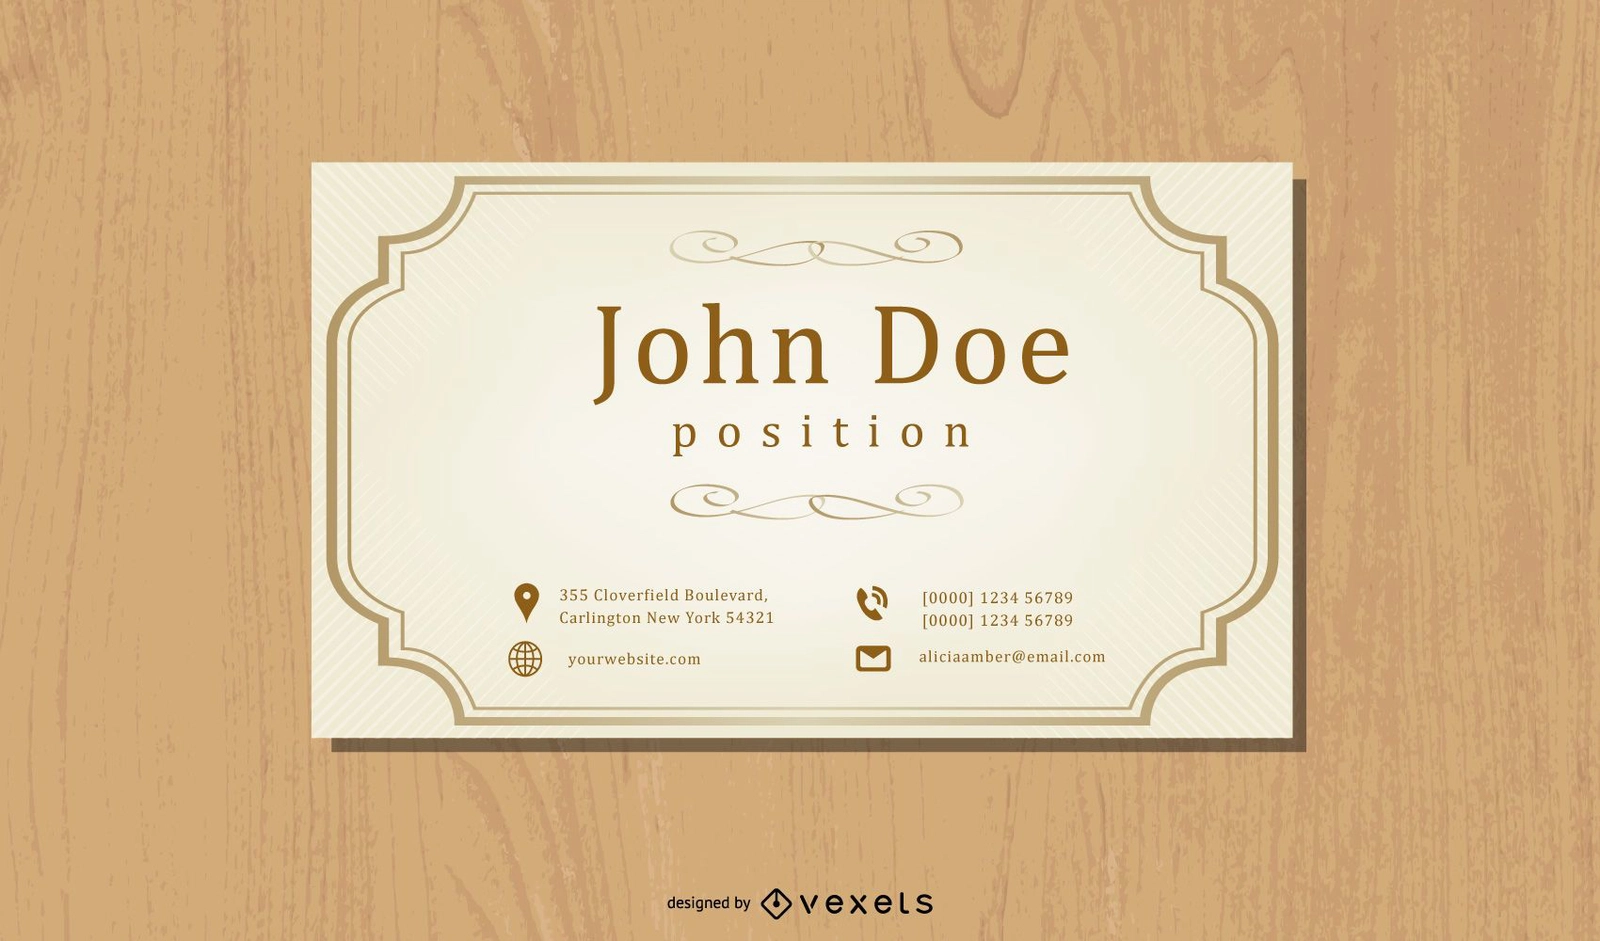 John Doe
position
355 Cloverfield Boulevard,
Carlington New York 54321
yourwebsite.com
[0000] 1234 56789
[0000] 1234 56789
aliciaamber@email.com
designed by vexels